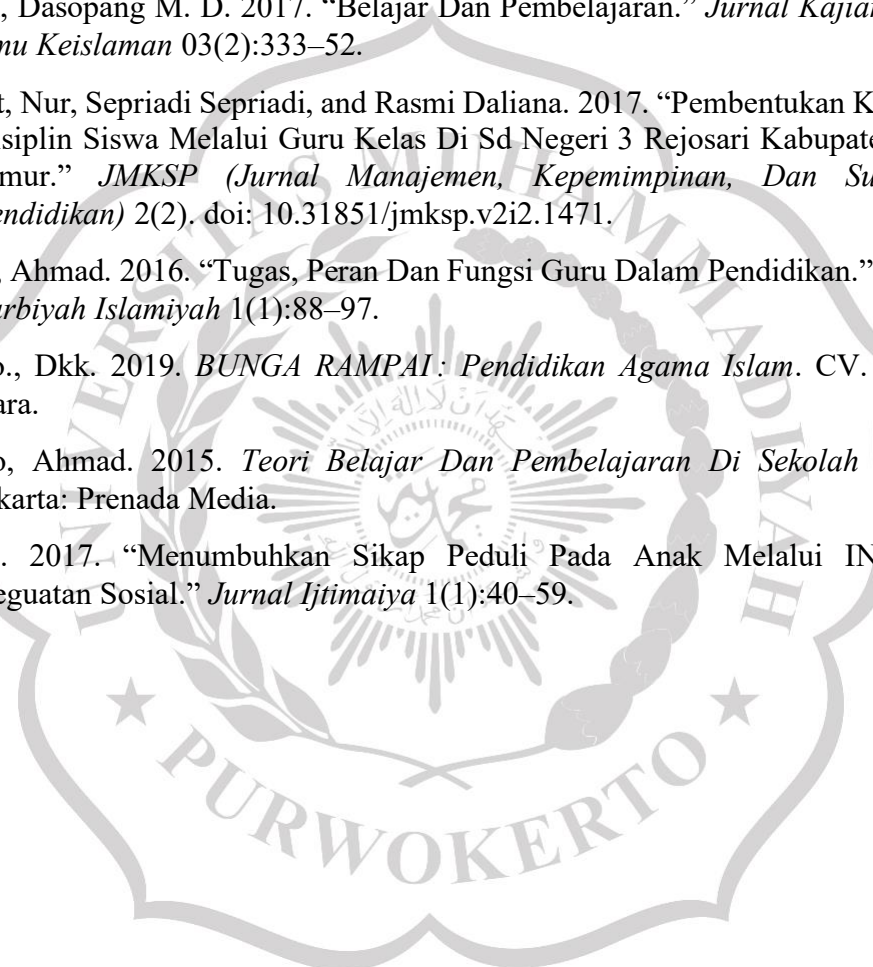 , Dasopang M. D. 2017. “Belajar Dan Pembelajaran.” Jurnal Kajian
mu Keislaman 03(2):333–52.
t, Nur, Sepriadi Sepriadi, and Rasmi Daliana. 2017. “Pembentukan K
isiplin Siswa Melalui Guru Kelas Di Sd Negeri 3 Rejosari Kabupate
mur.” JMKSP (Jurnal Manajemen, Kepemimpinan, Dan Su
endidikan) 2(2). doi: 10.31851/jmksp.v2i2.1471.
, Ahmad. 2016. “Tugas, Peran Dan Fungsi Guru Dalam Pendidikan.”
arbiyah Islamiyah 1(1):88–97.
o., Dkk. 2019. BUNGA RAMPAI : Pendidikan Agama Islam. CV.
ara.
o, Ahmad. 2015. Teori Belajar Dan Pembelajaran Di Sekolah
karta: Prenada Media.
. 2017. “Menumbuhkan Sikap Peduli Pada Anak Melalui IN
eguatan Sosial.” Jurnal Ijtimaiya 1(1):40–59.
UNIVERSITAS MUHAMMADIYAH
PURWOKERTO